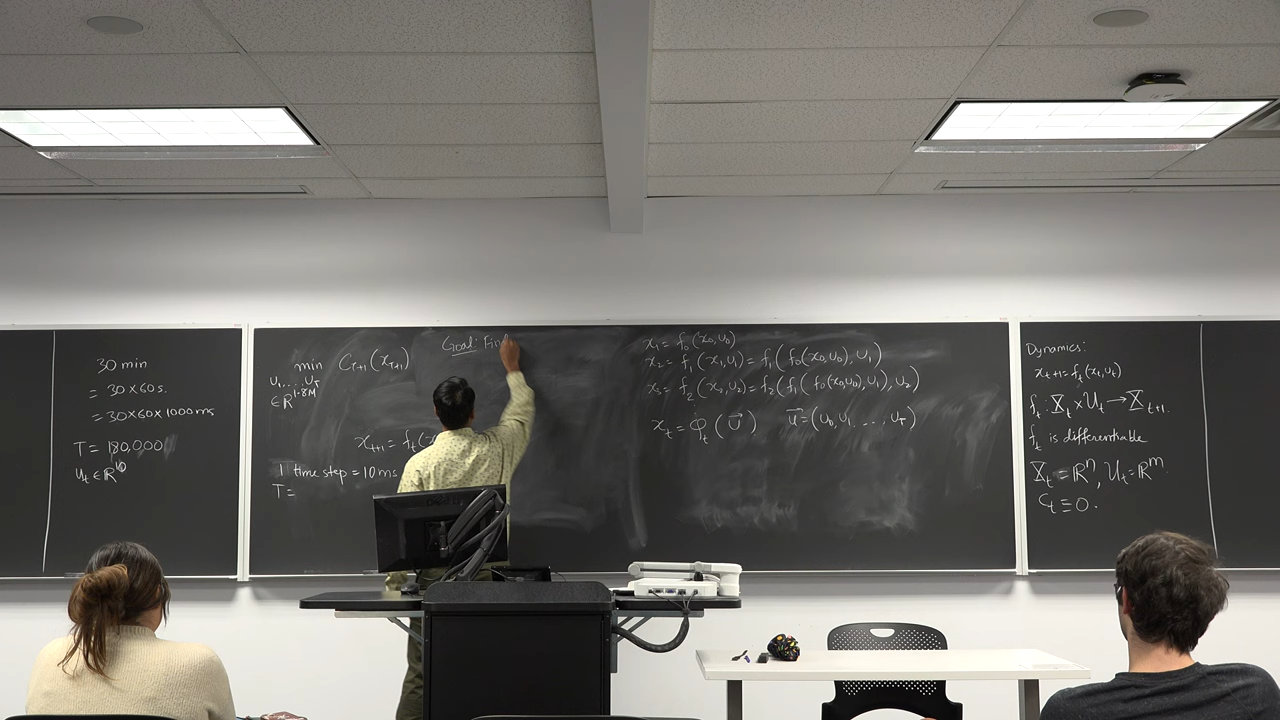 30 min
= 30×60 s.
= 30×60×1000 ms
T = 180,000
u_t ∈ ℝ^10
min C_{T+1}(x_{T+1})
u_1,...u_T
∈ ℝ^{1.8M}
x_{t+1} = f_t(x
1 time step = 10 ms
T =
Goal: Fin
x_1 = f_0(x_0,u_0)
x_2 = f_1(x_1,u_1) = f_1(f_0(x_0,u_0), u_1)
x_3 = f_2(x_2,u_2) = f_2(f_1(f_0(x_0,u_0), u_1), u_2)
x_t = φ_t(u⃗) u⃗ = (u_0,u_1,...,u_T)
Dynamics:
x_{t+1} = f_t(x_t,u_t)
f_t: 𝕏_t × U_t → 𝕏_{t+1}.
f_t is differentiable
𝕏_t = ℝ^n, U_t = ℝ^m.
C_t ≡ 0.